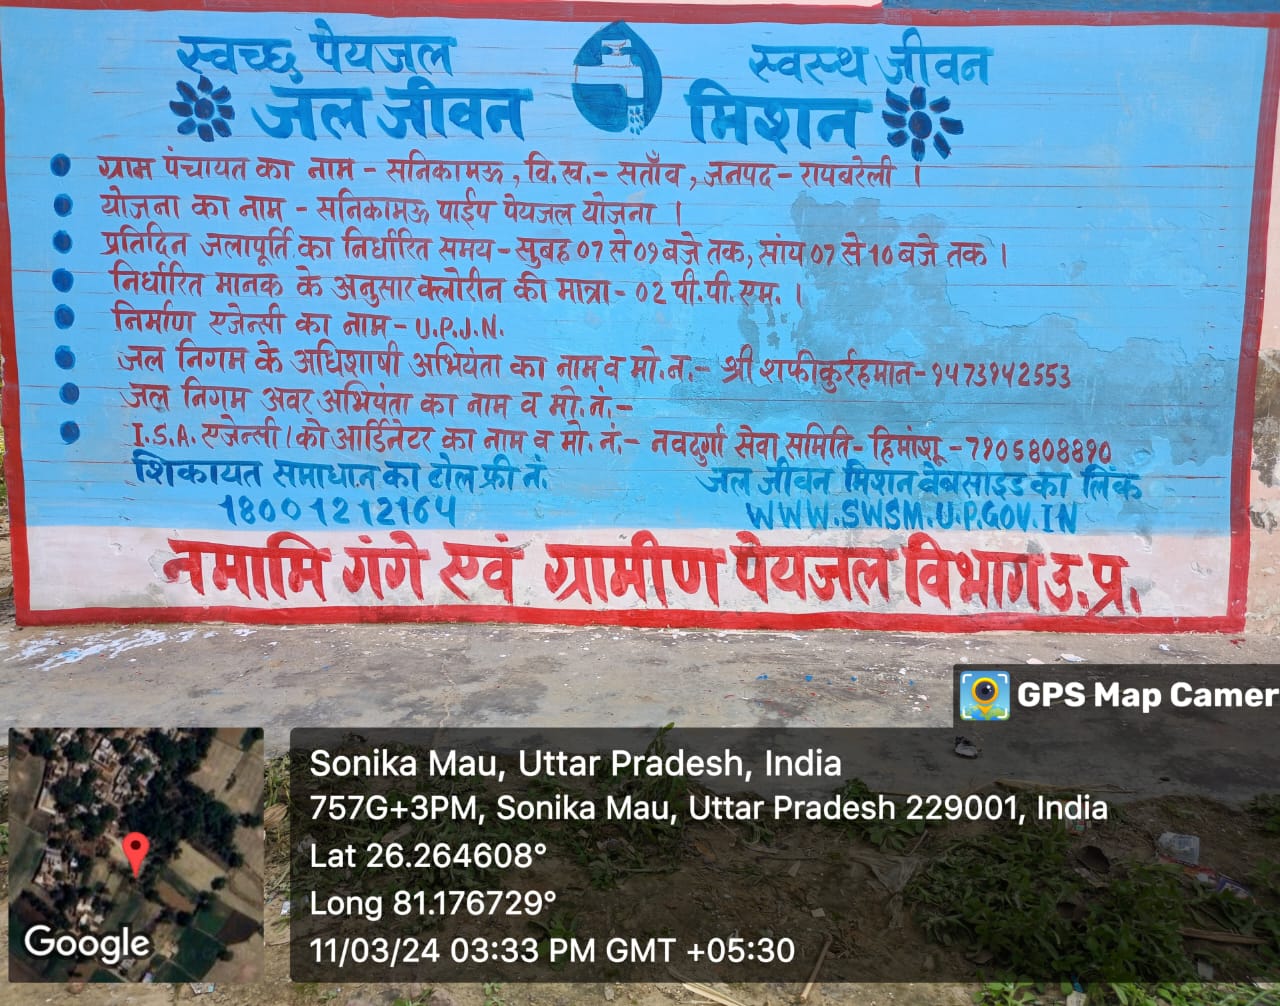 स्वच्छ पेयजल स्वस्थ जीवन
जल जीवन मिशन
ग्राम पंचायत का नाम - सनिकामऊ, वि.ख.- सताँव, जनपद - रायबरेली ।
योजना का नाम - सनिकामऊ पाईप पेयजल योजना ।
प्रतिदिन जलापूर्ति का निर्धारित समय - सुबह 07 से 09 बजे तक, सांय 07 से 10 बजे तक ।
निर्धारित मानक के अनुसार क्लोरीन की मात्रा - 02 पी.पी.एम. ।
निर्माण एजेन्सी का नाम - U.P.J.N.
जल निगम के अधिशाषी अभियंता का नाम व मो.न.- श्री शफीकुर्रहमान - 9473942553
जल निगम अवर अभियंता का नाम व मो.नं.-
I.S.A. एजेन्सी/को आर्डिनेटर का नाम व मो. नं.- नवदुर्गा सेवा समिति - हिमांशु - 7905808890
शिकायत समाधान का टोल फ्री नं.
18001212164
जल जीवन मिशन वेबसाइड का लिंक
WWW.SWSM.U.P.GOV.IN
नमामि गंगे एवं ग्रामीण पेयजल विभाग उ.प्र.
GPS Map Camer
Sonika Mau, Uttar Pradesh, India
757G+3PM, Sonika Mau, Uttar Pradesh 229001, India
Lat 26.264608°
Long 81.176729°
11/03/24 03:33 PM GMT +05:30
Google